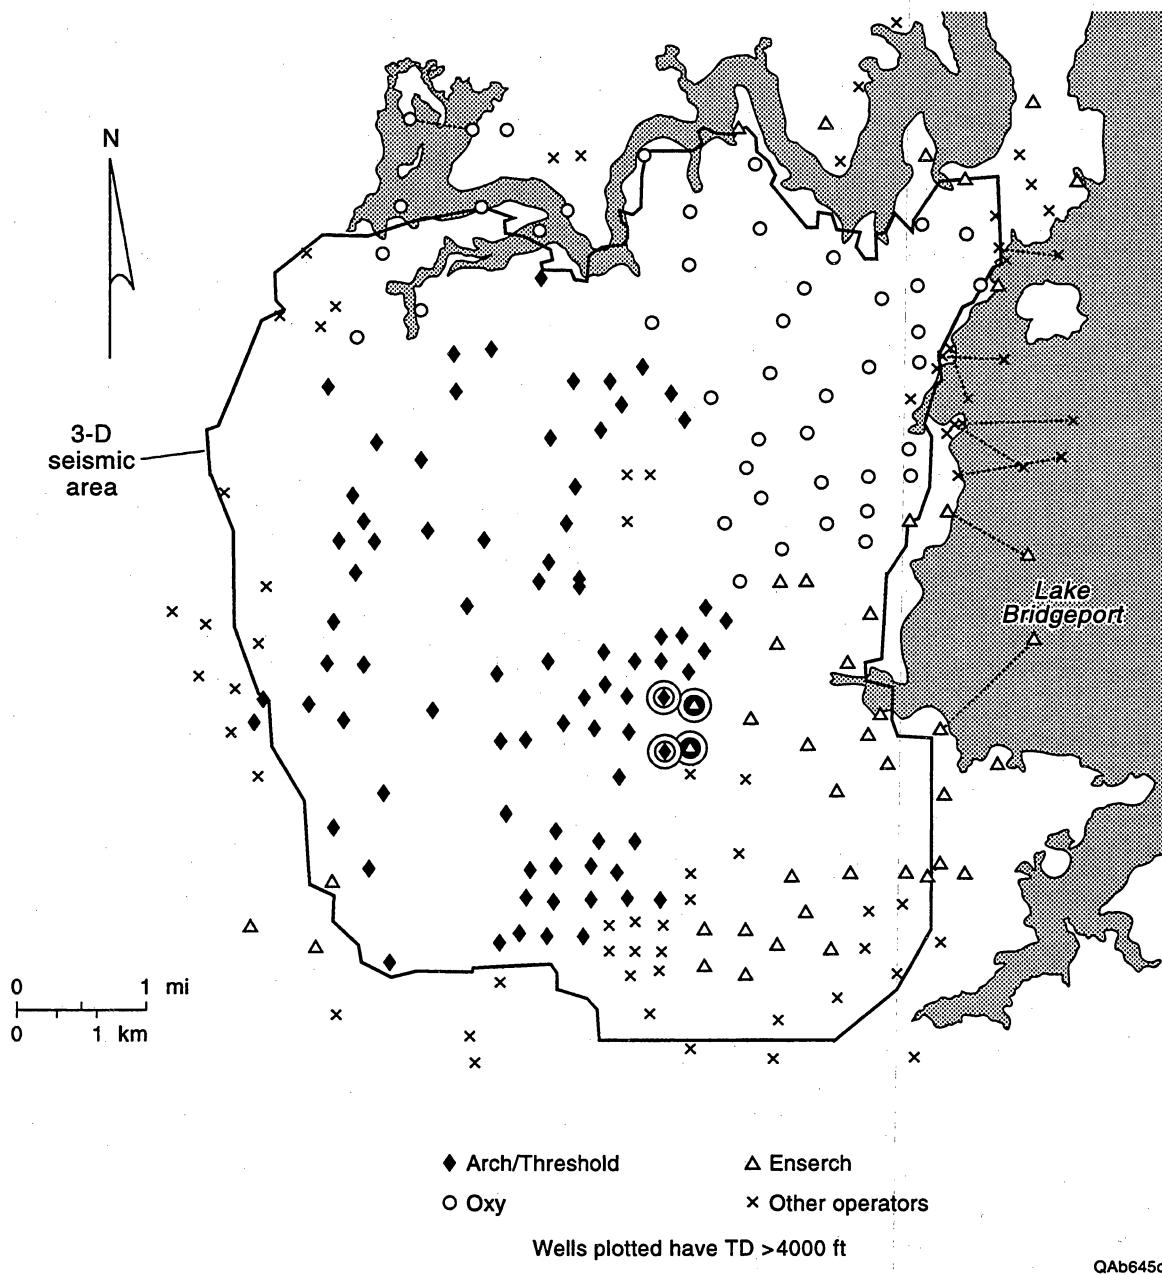 N
3-D
seismic
area
Lake
Bridgeport
0 1 mi
0 1 km
Arch/Threshold
Enserch
Oxy
Other operators
Wells plotted have TD >4000 ft
QAb645c